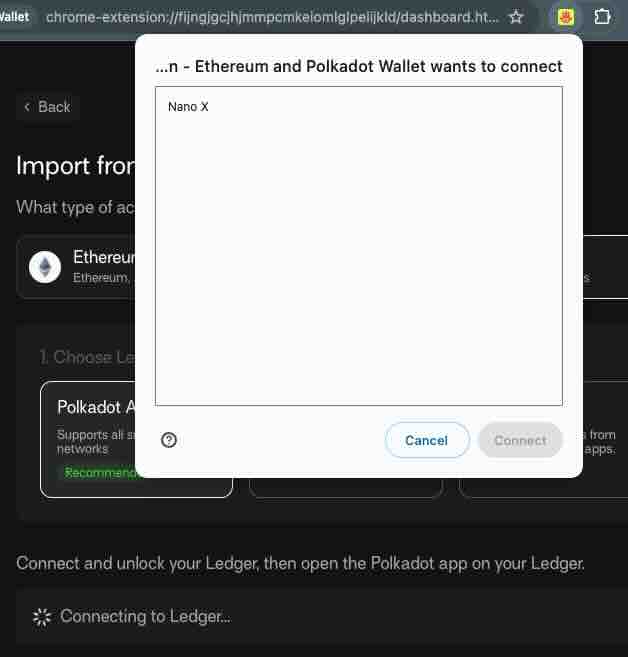 Wallet chrome-extension://fijngjgcjhjmmpcmkeiomlglpeiijkld/dashboard.ht...
...n - Ethereum and Polkadot Wallet wants to connect
Nano X
Cancel
Connect
Back
Import from
What type of ac
Ethereum
Ethereum,
s
1. Choose Le
Polkadot A
Supports all s
networks
Recommend
s from
apps.
Connect and unlock your Ledger, then open the Polkadot app on your Ledger.
Connecting to Ledger...